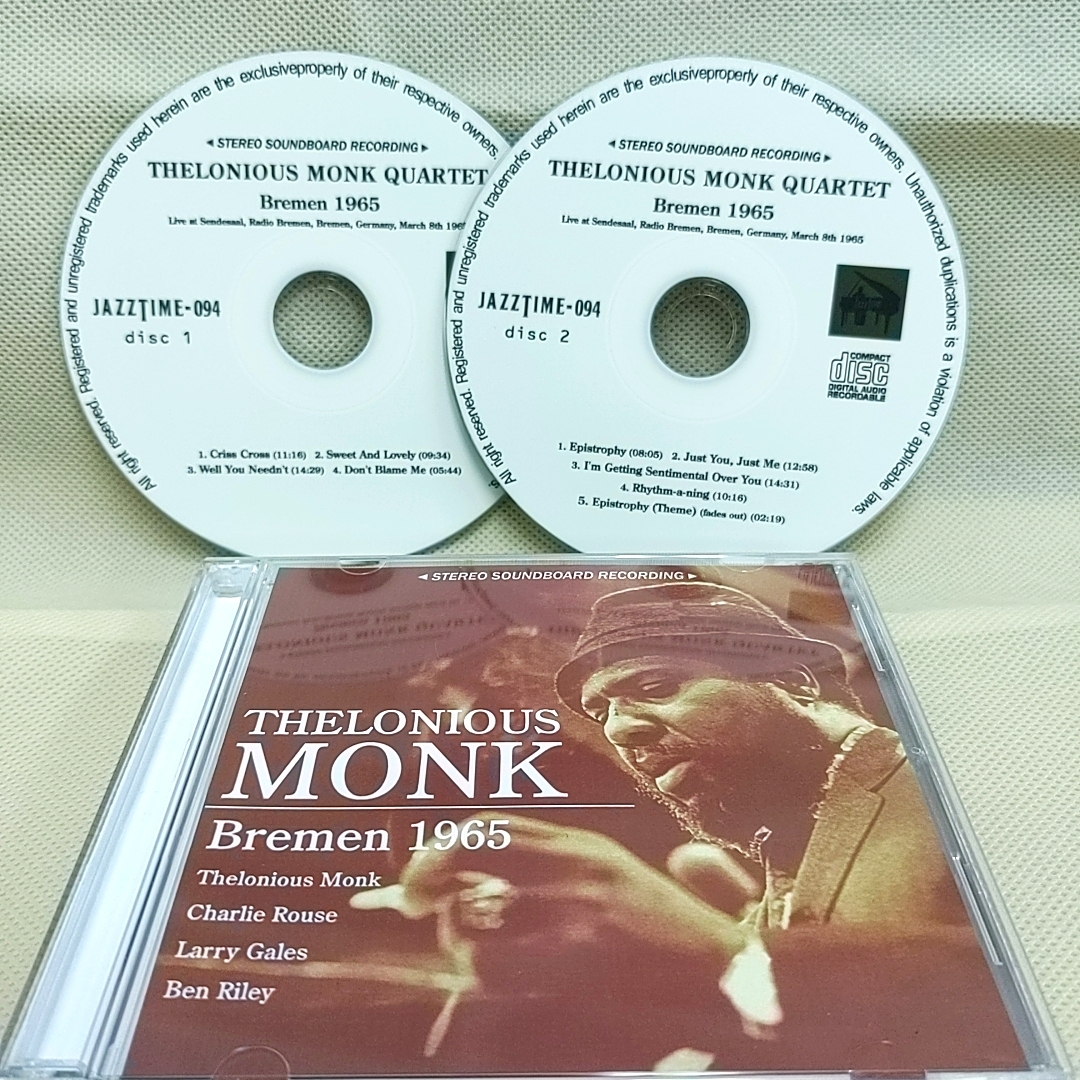 All right reserved. Registered and unregistered trademarks used herein are the exclusiveproperly of their respective owners.
◄ STEREO SOUNDBOARD RECORDING ►
THELONIOUS MONK QUARTET
Bremen 1965
Live at Sendesaal, Radio Bremen, Bremen, Germany, March 8th 196
JAZZTIME-094
disc 1
1. Criss Cross (11:16) 2. Sweet And Lovely (09:34)
3. Well You Needn't (14:29) 4. Don't Blame Me (05:44)
All right reserved. Registered and unregistered trademarks used herein are the exclusiveproperly of their respective owners. Unauthorized duplications is a violation of applicable laws.
◄ STEREO SOUNDBOARD RECORDING ►
THELONIOUS MONK QUARTET
Bremen 1965
Live at Sendesaal, Radio Bremen, Bremen, Germany, March 8th 1965
JAZZTIME-094
disc 2
COMPACT
disc
DIGITAL AUDIO
RECORDABLE
1. Epistrophy (08:05) 2. Just You, Just Me (12:58)
3. I'm Getting Sentimental Over You (14:31)
4. Rhythm-a-ning (10:16)
5. Epistrophy (Theme) (fades out) (02:19)
◄ STEREO SOUNDBOARD RECORDING ►
THELONIOUS
MONK
Bremen 1965
Thelonious Monk
Charlie Rouse
Larry Gales
Ben Riley